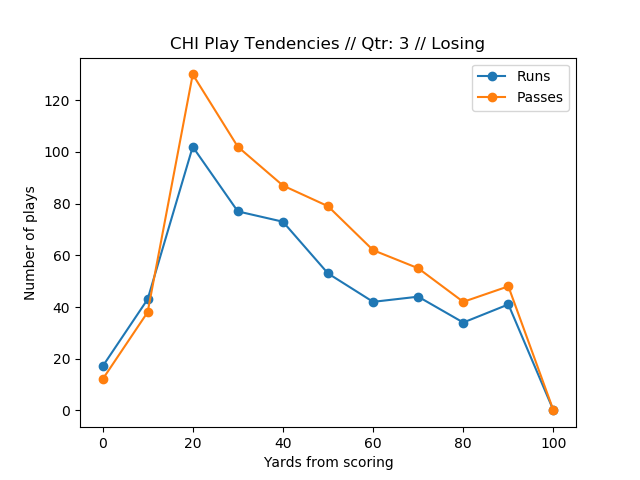 CHI Play Tendencies // Qtr: 3 // Losing
Runs
Passes
Number of plays
120
100
80
60
40
20
0
0 20 40 60 80 100
Yards from scoring